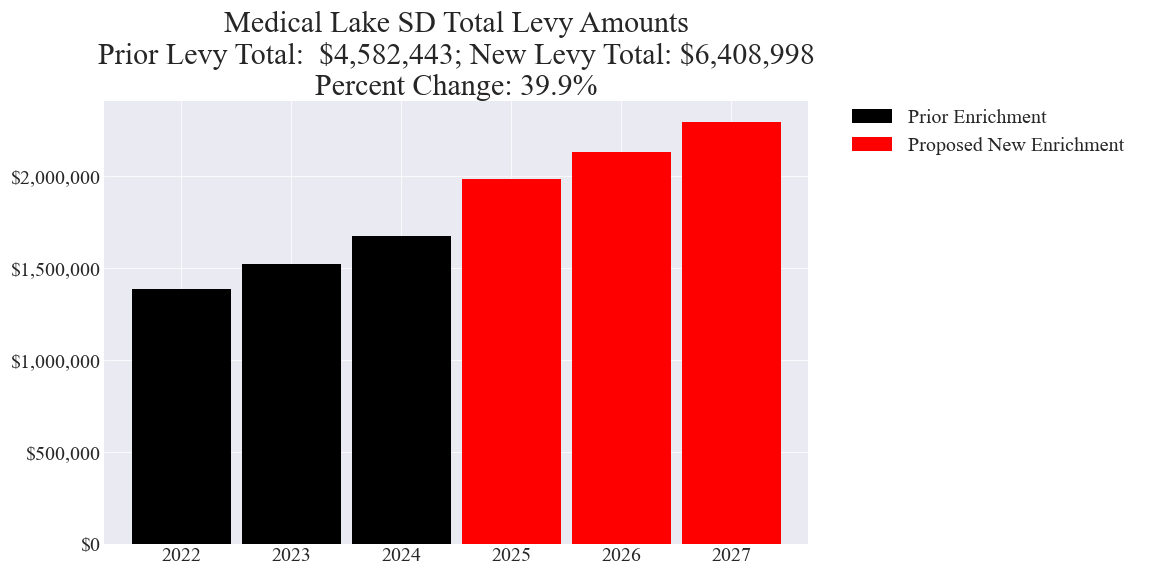 Medical Lake SD Total Levy Amounts
Prior Levy Total:  $4,582,443; New Levy Total: $6,408,998
Percent Change: 39.9%
Prior Enrichment
Proposed New Enrichment
$2,000,000
$1,500,000
$1,000,000
$500,000
$0
2022 2023 2024 2025 2026 2027